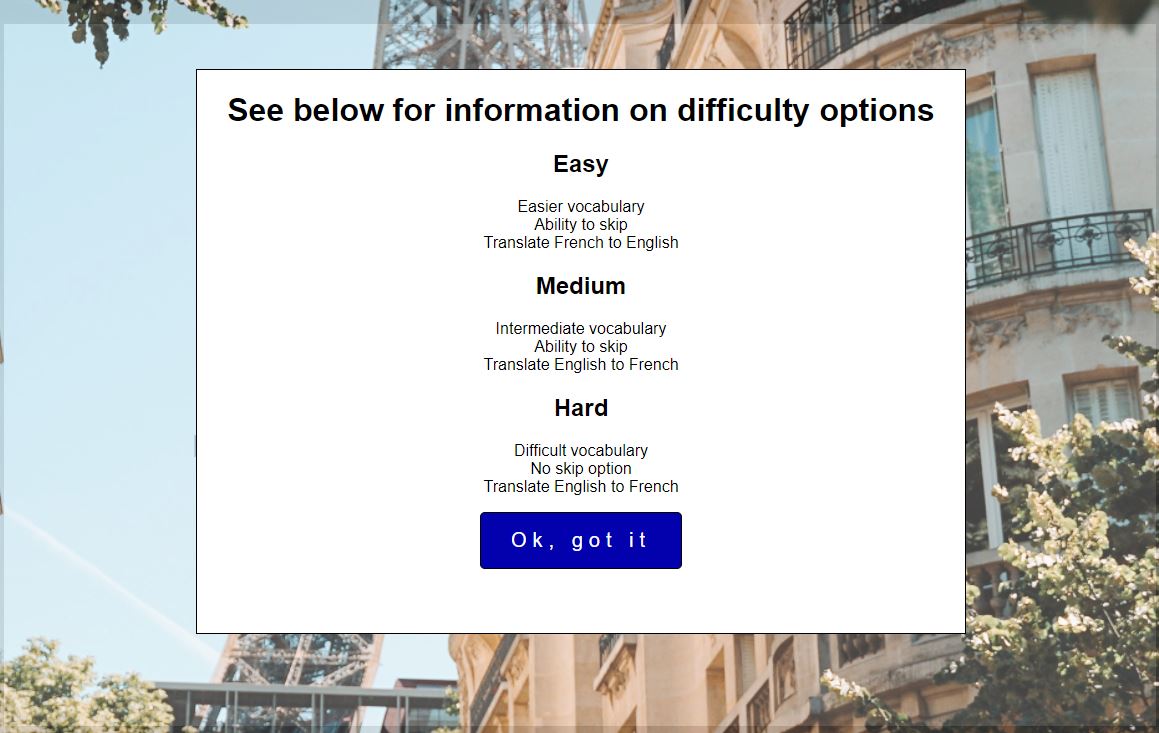 See below for information on difficulty options
Easy
Easier vocabulary
Ability to skip
Translate French to English
Medium
Intermediate vocabulary
Ability to skip
Translate English to French
Hard
Difficult vocabulary
No skip option
Translate English to French
Ok, got it